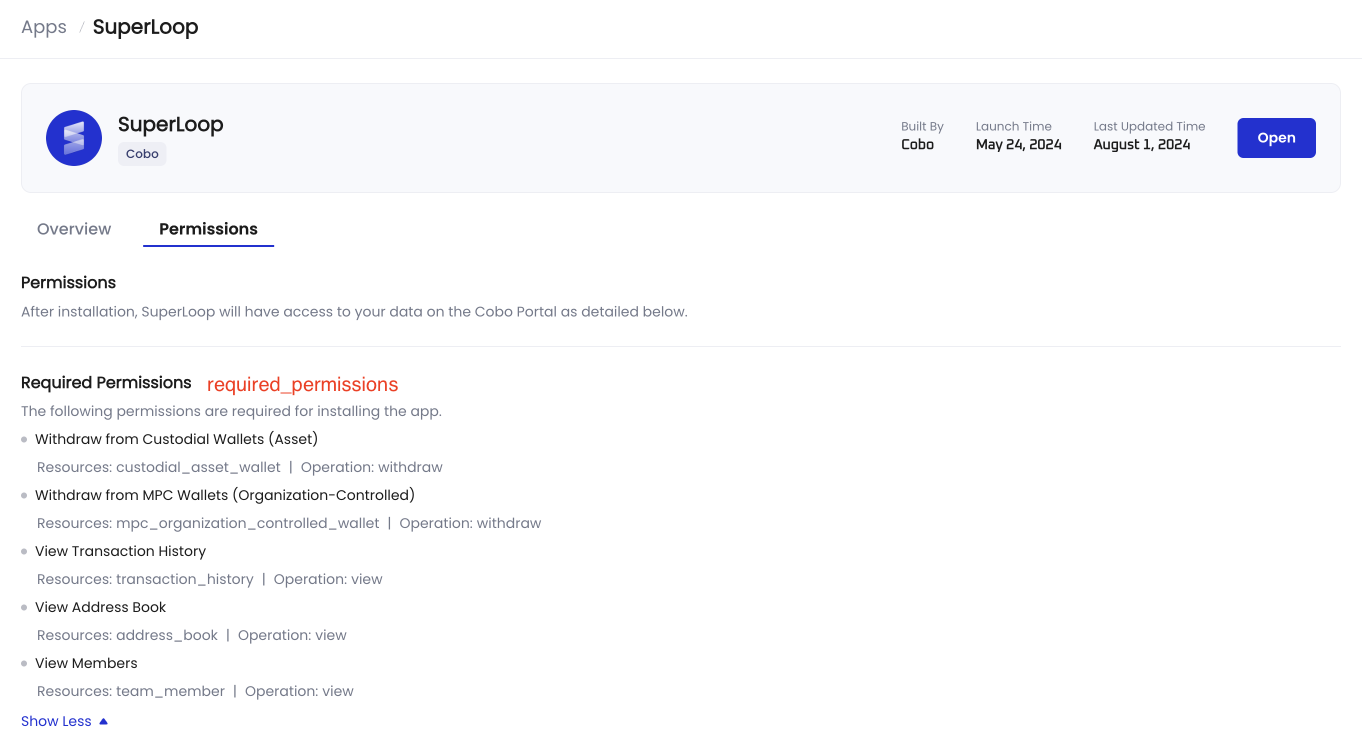 Apps / SuperLoop
SuperLoop
Cobo
Built By
Cobo
Launch Time
May 24, 2024
Last Updated Time
August 1, 2024
Open
Overview
Permissions
Permissions
After installation, SuperLoop will have access to your data on the Cobo Portal as detailed below.
Required Permissions required_permissions
The following permissions are required for installing the app.
Withdraw from Custodial Wallets (Asset)
Resources: custodial_asset_wallet | Operation: withdraw
Withdraw from MPC Wallets (Organization-Controlled)
Resources: mpc_organization_controlled_wallet | Operation: withdraw
View Transaction History
Resources: transaction_history | Operation: view
View Address Book
Resources: address_book | Operation: view
View Members
Resources: team_member | Operation: view
Show Less